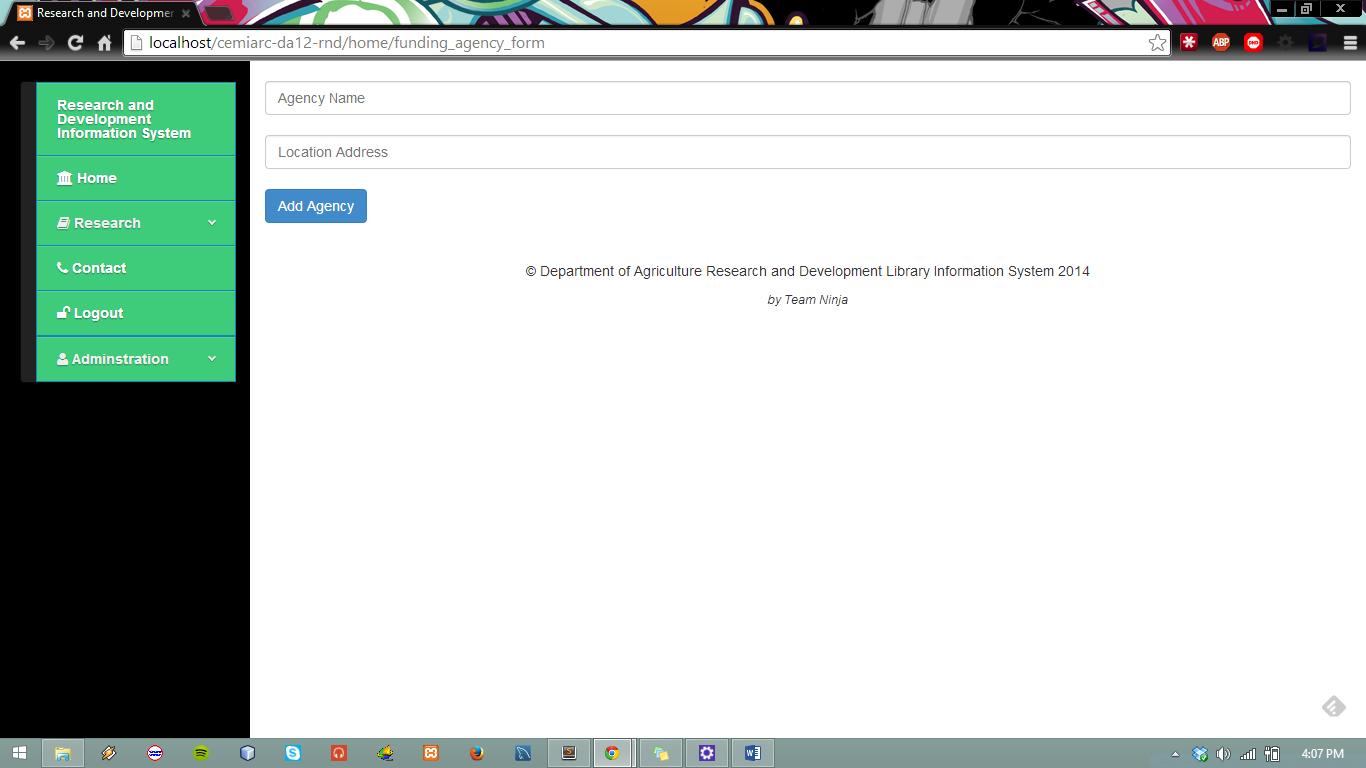 Research and Developmer
localhost/cemiarc-da12-rnd/home/funding_agency_form
ABP
Research and
Development
Information System
Home
Research
Contact
Logout
Adminstration
Agency Name
Location Address
Add Agency
© Department of Agriculture Research and Development Library Information System 2014
by Team Ninja
4:07 PM